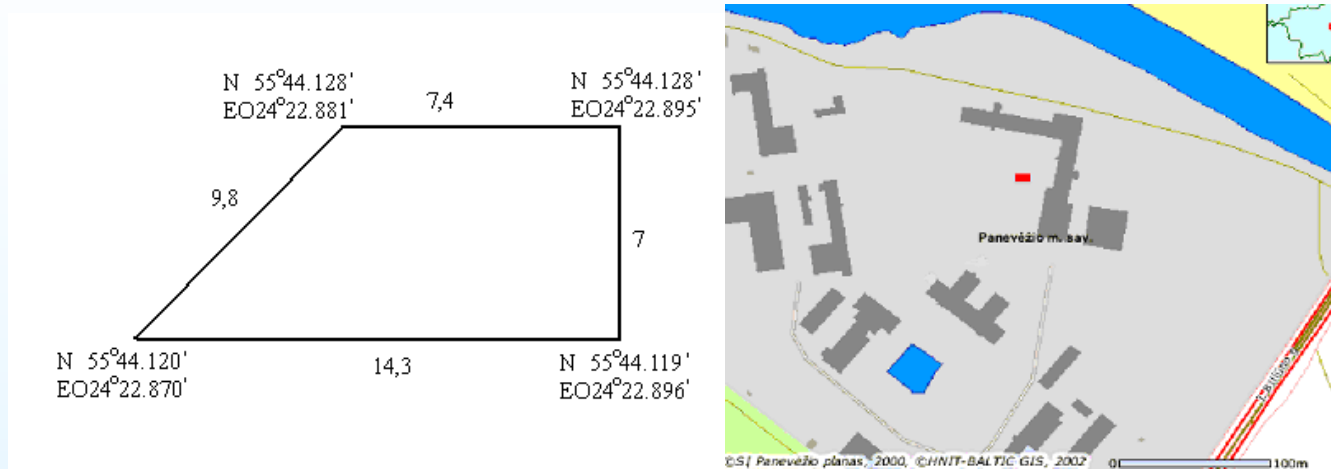 N 55°44.128'
EO24°22.881'
7,4
N 55°44.128'
EO24°22.895'
9,8
7
N 55°44.120'
EO24°22.870'
14,3
N 55°44.119'
EO24°22.896'
Panevėžio m. sav.
©SĮ Panevėžio planas, 2000, ©HNIT-BALTIC GIS, 2002
0
100m